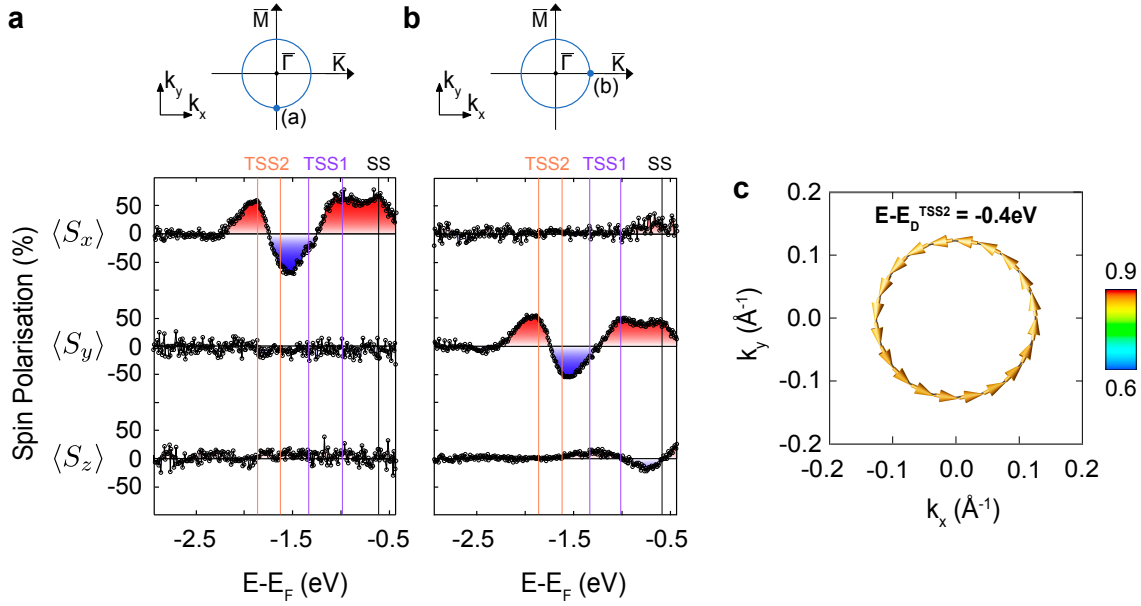 a
M̅
Γ̅
K̅
k_y
k_x
(a)
b
M̅
Γ̅
K̅
k_y
k_x
(b)
TSS2 TSS1 SS
TSS2 TSS1 SS
Spin Polarisation (%)
⟨S_x⟩
50
0
-50
⟨S_y⟩
50
0
-50
⟨S_z⟩
50
0
-50
-2.5 -1.5 -0.5
E-E_F (eV)
-2.5 -1.5 -0.5
E-E_F (eV)
c
E-E_D^TSS2 = -0.4eV
k_y (Å^-1)
0.2
0.1
0.0
-0.1
-0.2
-0.2 -0.1 0.0 0.1 0.2
k_x (Å^-1)
0.9
0.6